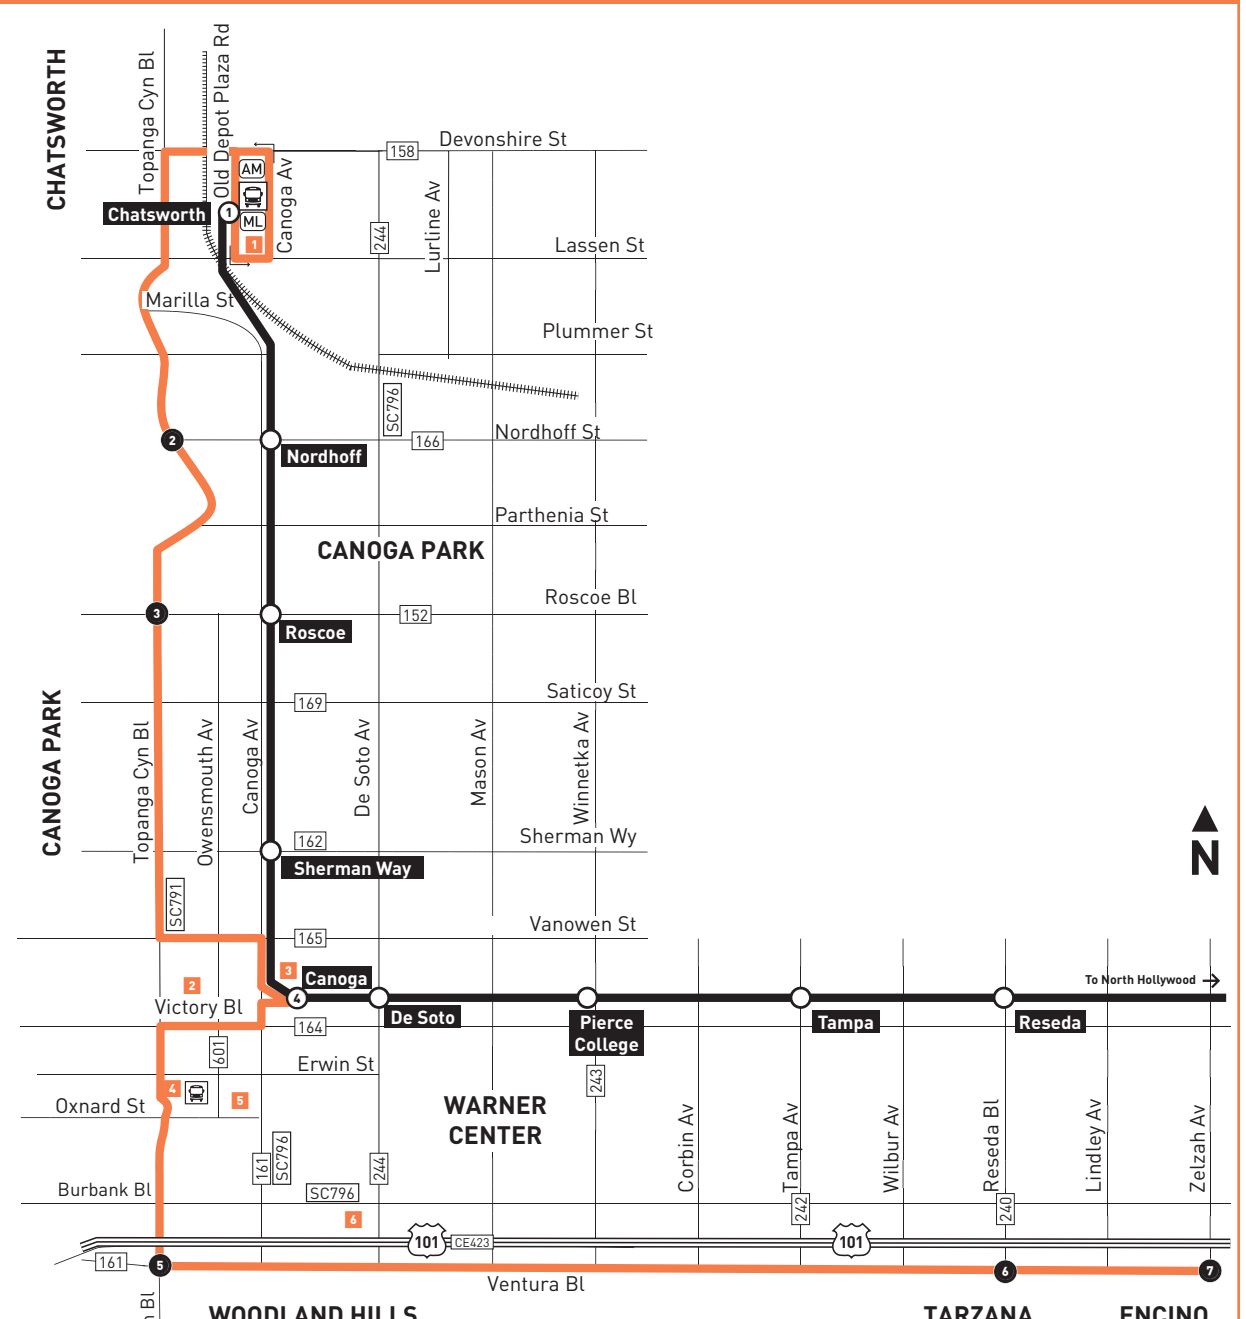 CHATSWORTH
Topanga Cyn Bl
Old Depot Plaza Rd
Devonshire St
158
AM
Canoga Av
Chatsworth
1
ML
1
244
Lurline Av
Lassen St
Marilla St
Plummer St
SC796
2
166
Nordhoff St
Nordhoff
Parthenia St
CANOGA PARK
Roscoe Bl
3
152
Roscoe
CANOGA PARK
Saticoy St
169
Topanga Cyn Bl
Owensmouth Av
Canoga Av
De Soto Av
Mason Av
Winnetka Av
162
Sherman Wy
Sherman Way
N
SC791
Vanowen St
165
3
Canoga
2
4
To North Hollywood
Victory Bl
De Soto
Pierce
College
Tampa
Reseda
164
601
Erwin St
243
4
5
Oxnard St
WARNER
CENTER
Corbin Av
Tampa Av
Wilbur Av
Reseda Bl
Lindley Av
Zelzah Av
161
SC796
244
Burbank Bl
SC796
242
240
6
101
CE423
101
161
5
6
7
Ventura Bl
WOODLAND HILLS
TARZANA
ENCINO